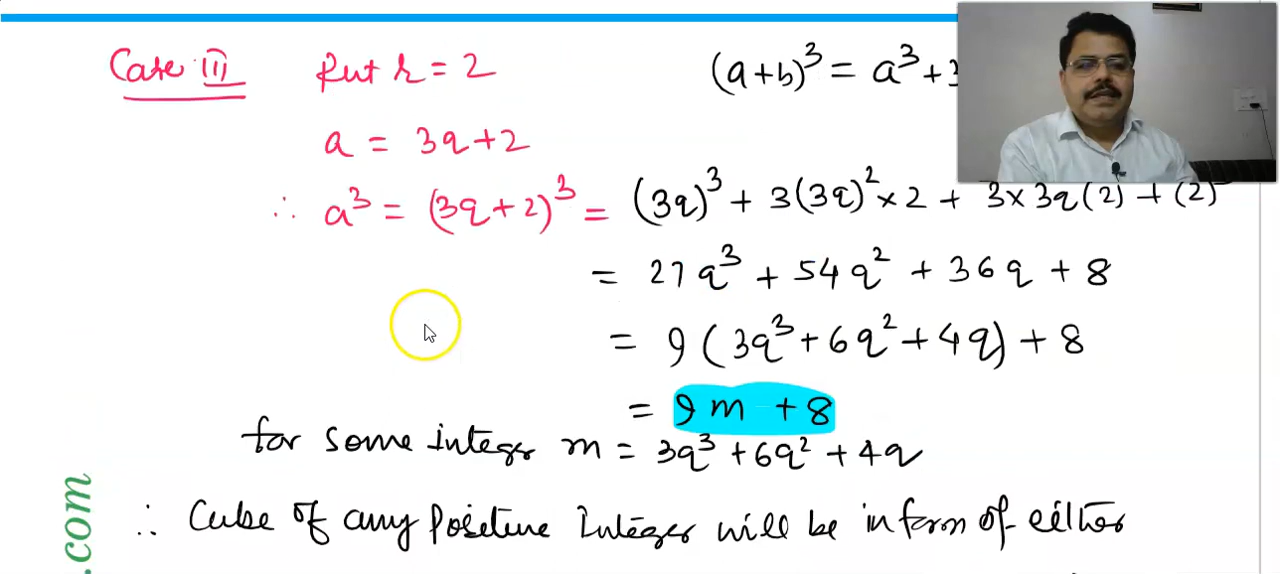 Case III Put r = 2 (a+b)³ = a³ + 3
a = 3q+2
∴ a³ = (3q+2)³ = (3q)³ + 3(3q)² × 2 + 3 × 3q (2) + (2)
= 27q³ + 54q² + 36q + 8
= 9 (3q³ + 6q² + 4q) + 8
= 9m + 8
for some integer m = 3q³ + 6q² + 4q
∴ Cube of any positive integer will be in form of either
.com